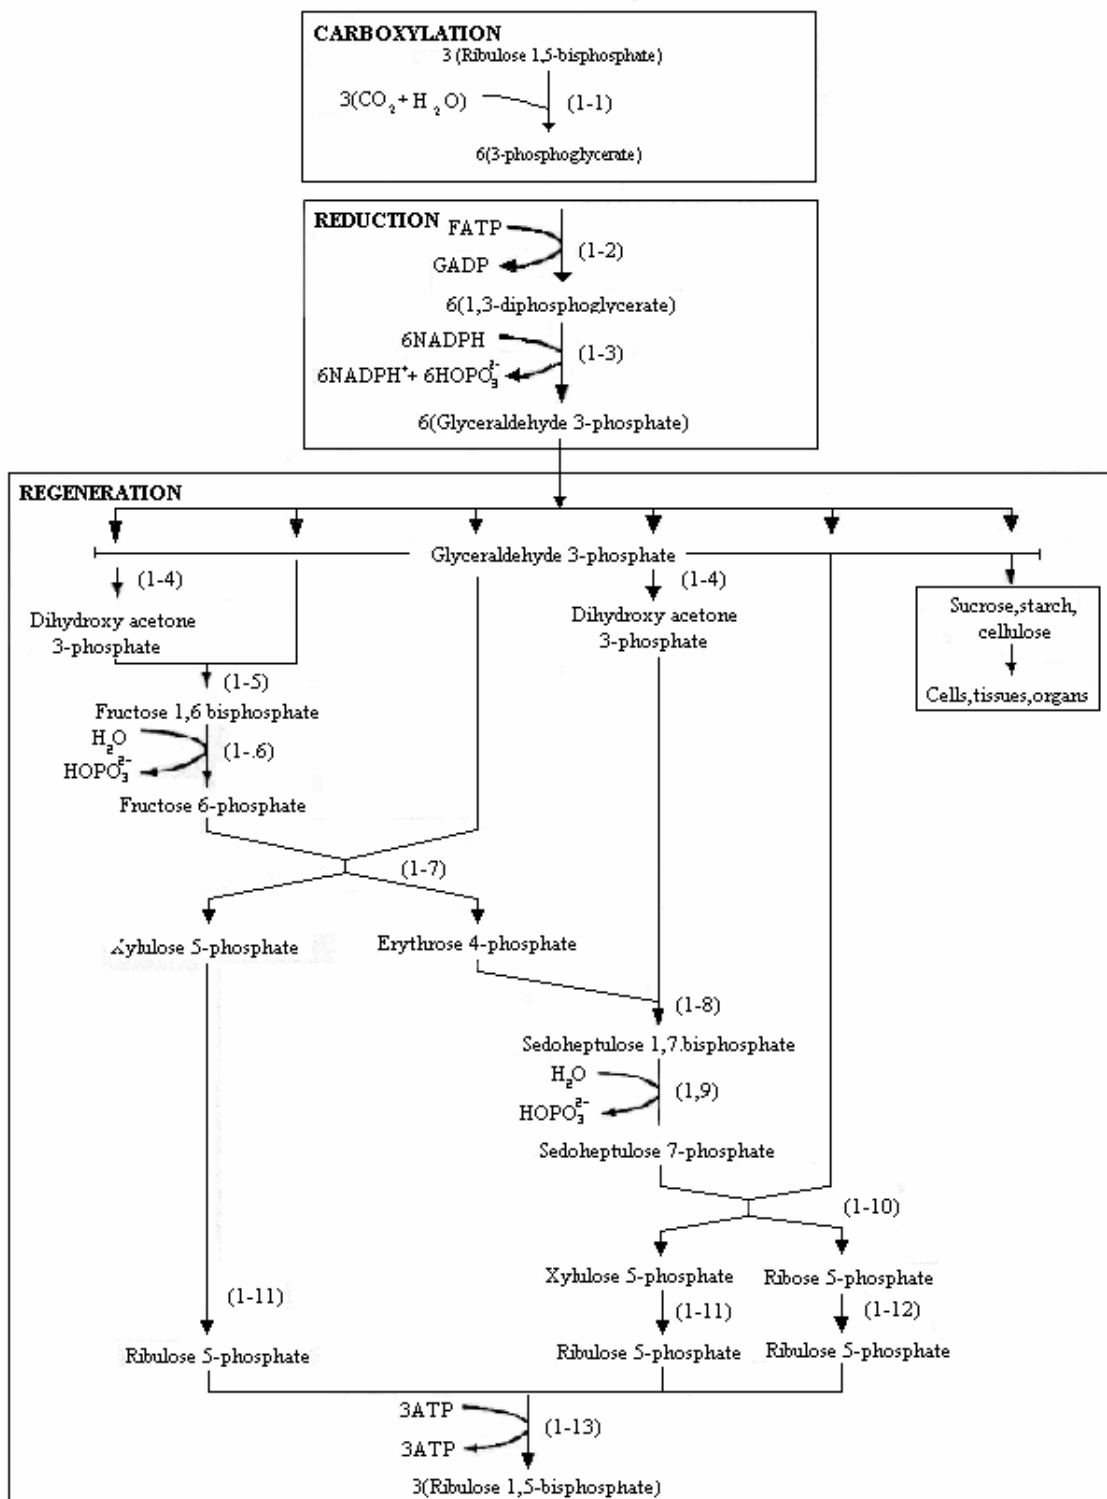 CARBOXYLATION
3 (Ribulose 1,5-bisphosphate)
3(CO2 + H2O)
(1-1)
6(3-phosphoglycerate)
REDUCTION
FATP
(1-2)
GADP
6(1,3-diphosphoglycerate)
6NADPH
(1-3)
6NADPH+ + 6HOPO3 2-
6(Glyceraldehyde 3-phosphate)
REGENERATION
Glyceraldehyde 3-phosphate
(1-4)
(1-4)
Dihydroxy acetone
3-phosphate
Dihydroxy acetone
3-phosphate
Sucrose,starch,
cellulose
Cells,tissues,organs
(1-5)
Fructose 1,6 bisphosphate
H2O
(1-.6)
HOPO3 2-
Fructose 6-phosphate
(1-7)
Xylulose 5-phosphate
Erythrose 4-phosphate
(1-8)
Sedoheptulose 1,7.bisphosphate
H2O
(1,9)
HOPO3 2-
Sedoheptulose 7-phosphate
(1-10)
Xylulose 5-phosphate
Ribose 5-phosphate
(1-11)
(1-11)
(1-12)
Ribulose 5-phosphate
Ribulose 5-phosphate
Ribulose 5-phosphate
3ATP
(1-13)
3ATP
3(Ribulose 1,5-bisphosphate)